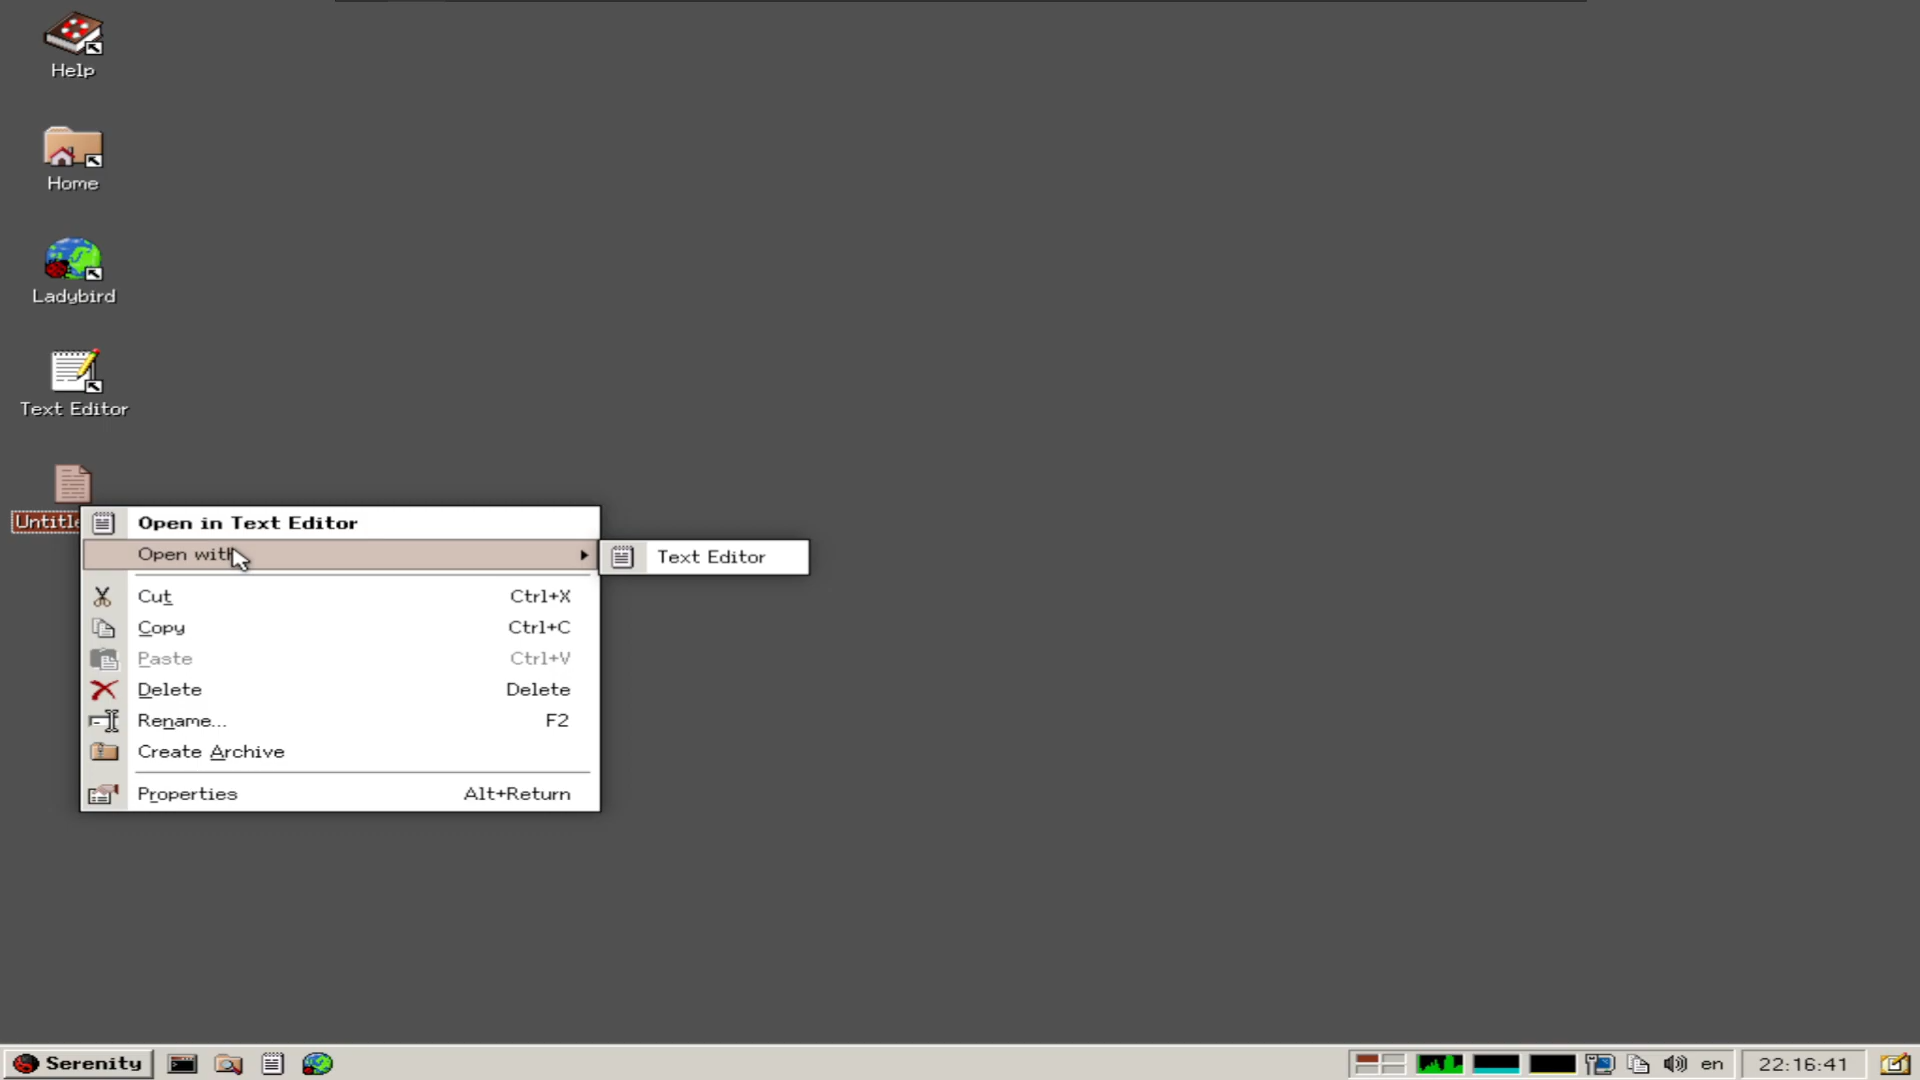 Help
Home
Ladybird
Text Editor
Open in Text Editor
Open with
Text Editor
Cut Ctrl+X
Copy Ctrl+C
Paste Ctrl+V
Delete Delete
Rename... F2
Create Archive
Properties Alt+Return
Serenity
en
22:16:41